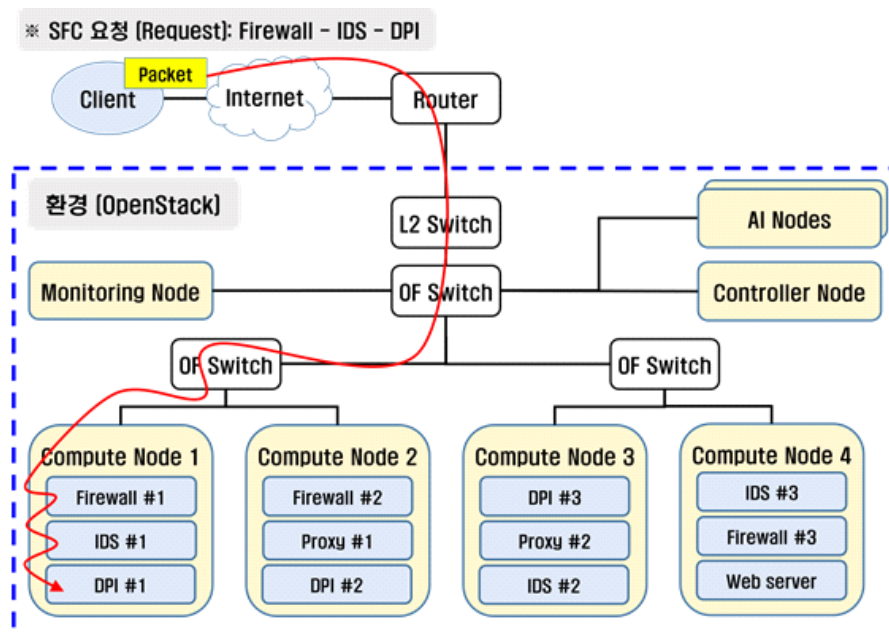 ※ SFC 요청 (Request): Firewall - IDS - DPI
Packet
Client
Internet
Router
환경 (OpenStack)
L2 Switch
AI Nodes
Monitoring Node
OF Switch
Controller Node
OF Switch
OF Switch
Compute Node 1
Firewall #1
IDS #1
DPI #1
Compute Node 2
Firewall #2
Proxy #1
DPI #2
Compute Node 3
DPI #3
Proxy #2
IDS #2
Compute Node 4
IDS #3
Firewall #3
Web server